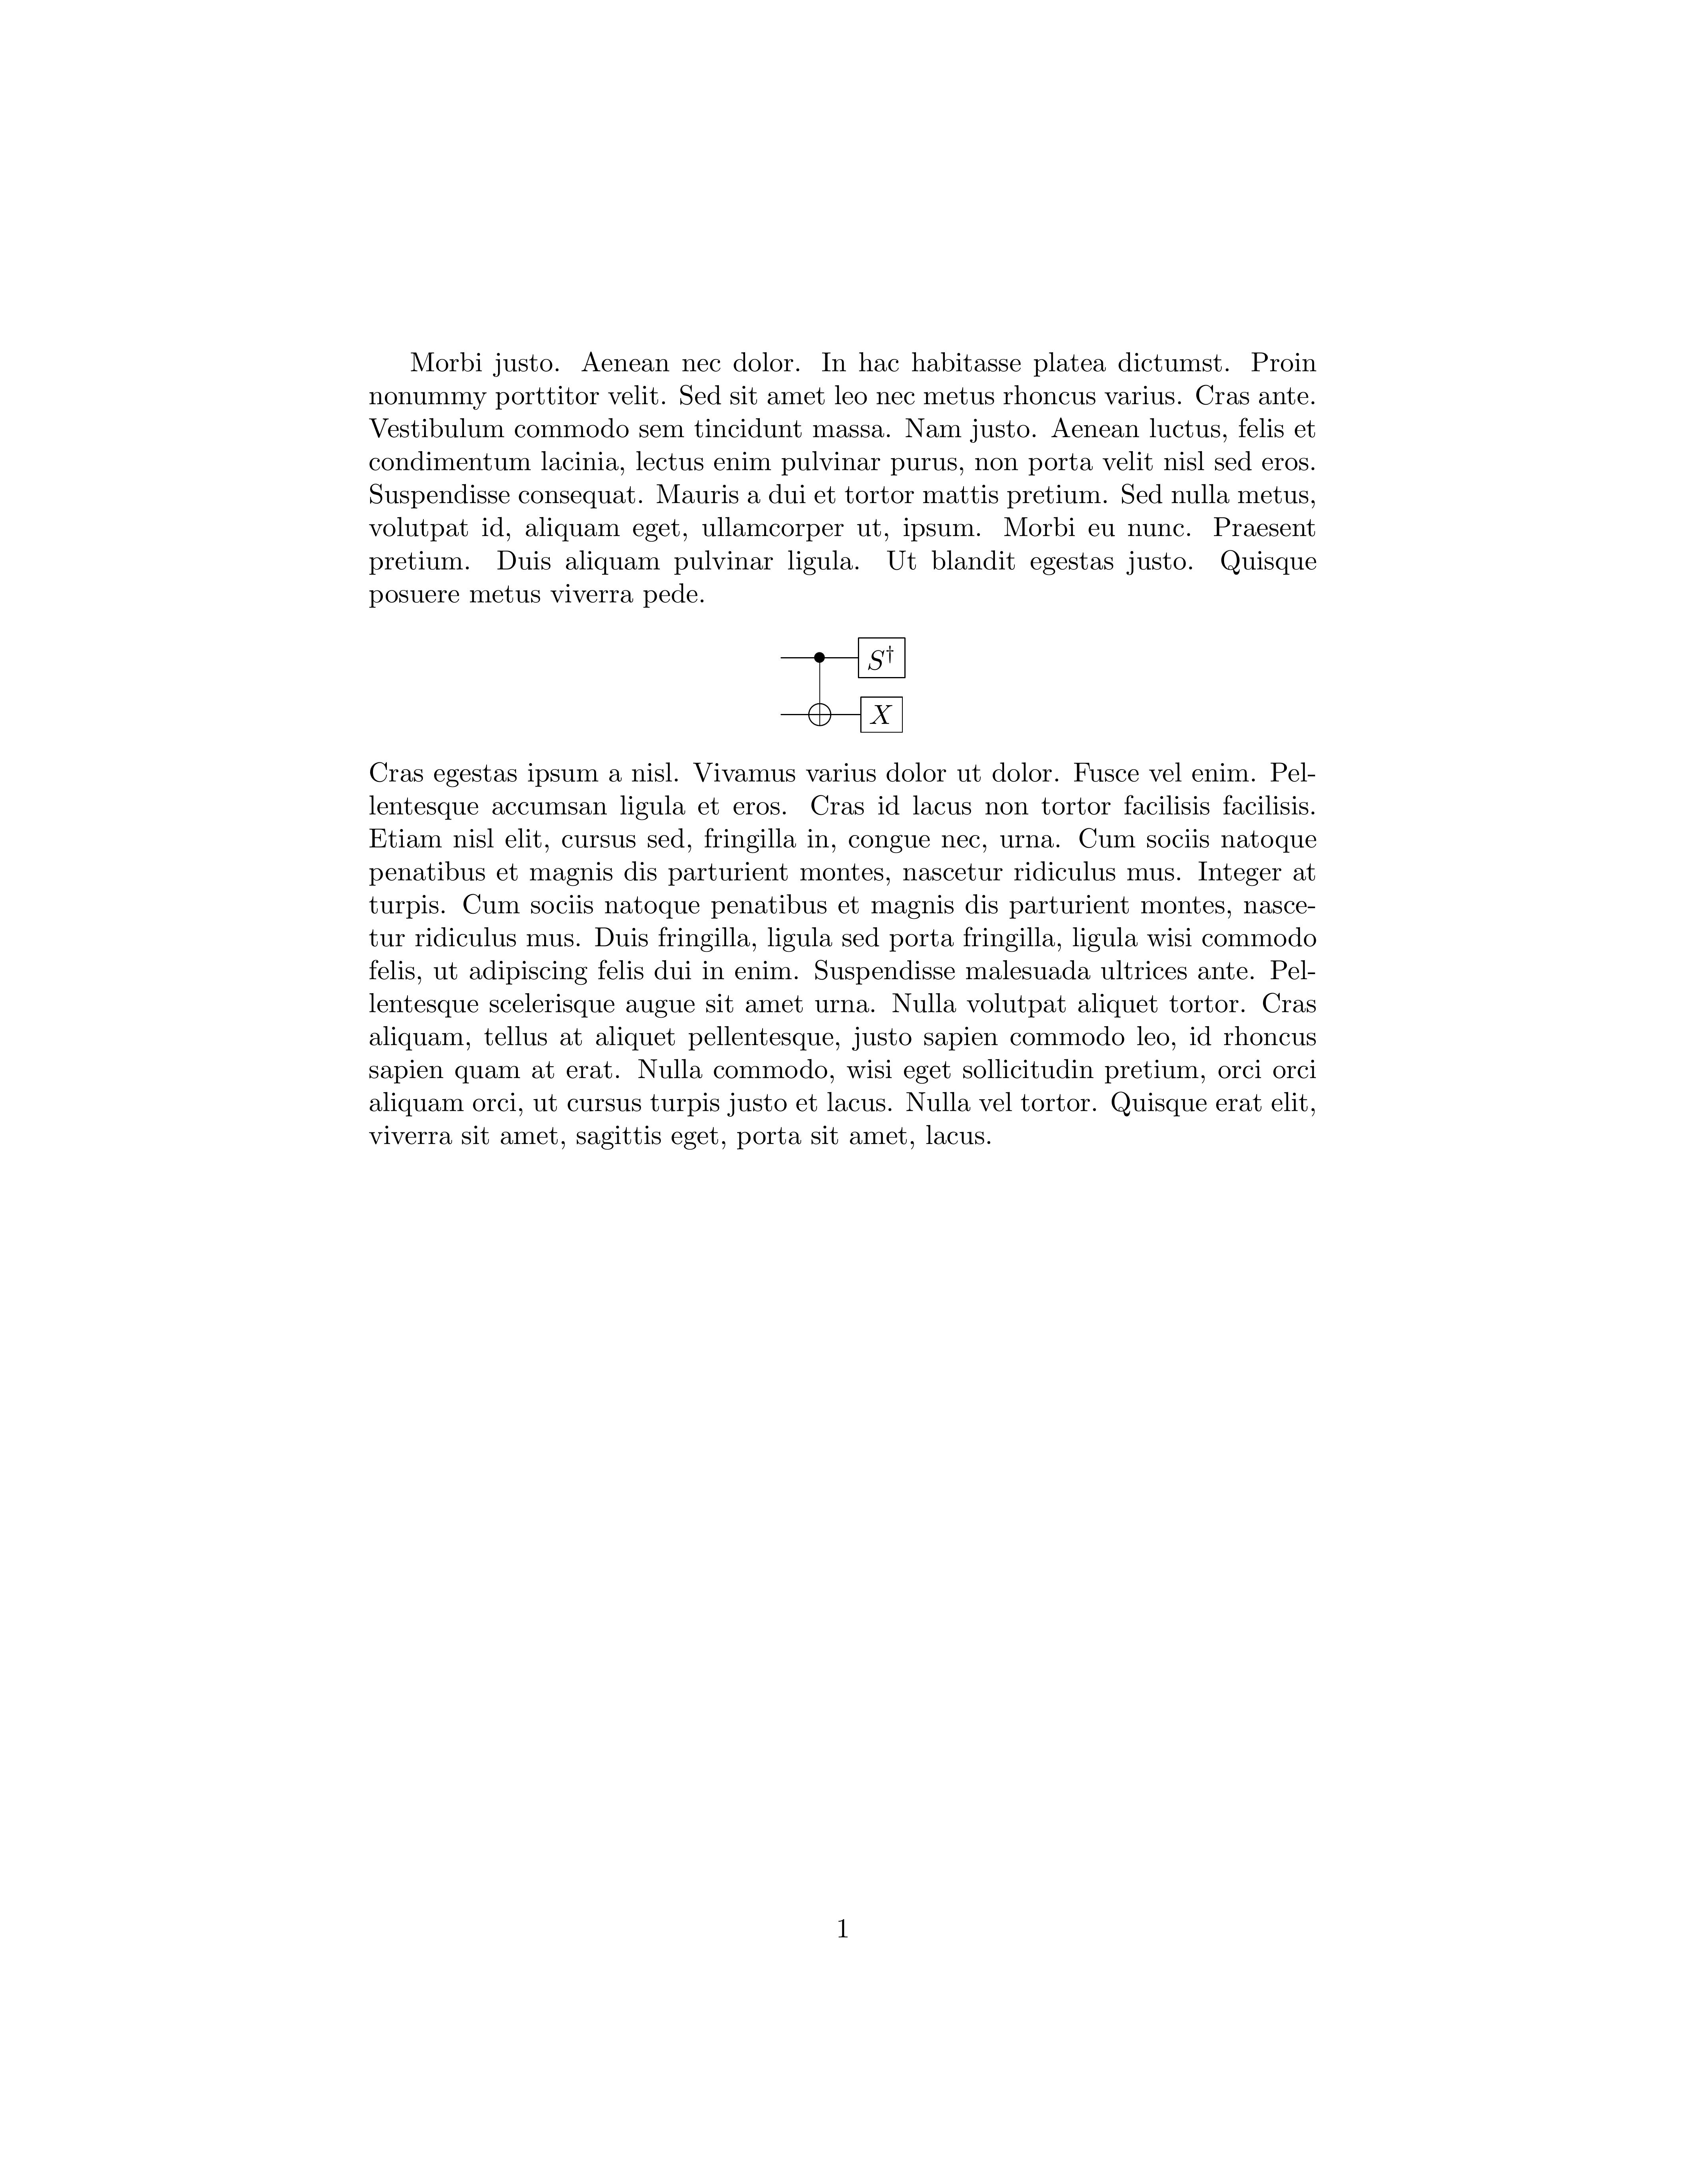 Morbi justo. Aenean nec dolor. In hac habitasse platea dictumst. Proin
nonummy porttitor velit. Sed sit amet leo nec metus rhoncus varius. Cras ante.
Vestibulum commodo sem tincidunt massa. Nam justo. Aenean luctus, felis et
condimentum lacinia, lectus enim pulvinar purus, non porta velit nisl sed eros.
Suspendisse consequat. Mauris a dui et tortor mattis pretium. Sed nulla metus,
volutpat id, aliquam eget, ullamcorper ut, ipsum. Morbi eu nunc. Praesent
pretium. Duis aliquam pulvinar ligula. Ut blandit egestas justo. Quisque
posuere metus viverra pede.
S†
X
Cras egestas ipsum a nisl. Vivamus varius dolor ut dolor. Fusce vel enim. Pel-
lentesque accumsan ligula et eros. Cras id lacus non tortor facilisis facilisis.
Etiam nisl elit, cursus sed, fringilla in, congue nec, urna. Cum sociis natoque
penatibus et magnis dis parturient montes, nascetur ridiculus mus. Integer at
turpis. Cum sociis natoque penatibus et magnis dis parturient montes, nasce-
tur ridiculus mus. Duis fringilla, ligula sed porta fringilla, ligula wisi commodo
felis, ut adipiscing felis dui in enim. Suspendisse malesuada ultrices ante. Pel-
lentesque scelerisque augue sit amet urna. Nulla volutpat aliquet tortor. Cras
aliquam, tellus at aliquet pellentesque, justo sapien commodo leo, id rhoncus
sapien quam at erat. Nulla commodo, wisi eget sollicitudin pretium, orci orci
aliquam orci, ut cursus turpis justo et lacus. Nulla vel tortor. Quisque erat elit,
viverra sit amet, sagittis eget, porta sit amet, lacus.
1